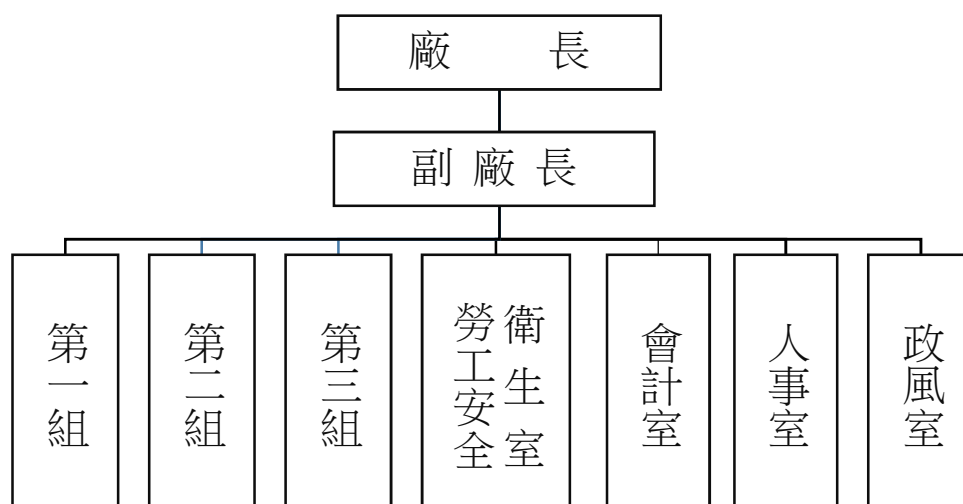 廠長
副廠長
第一組
第二組
第三組
勞工安全
衛生室
會計室
人事室
政風室